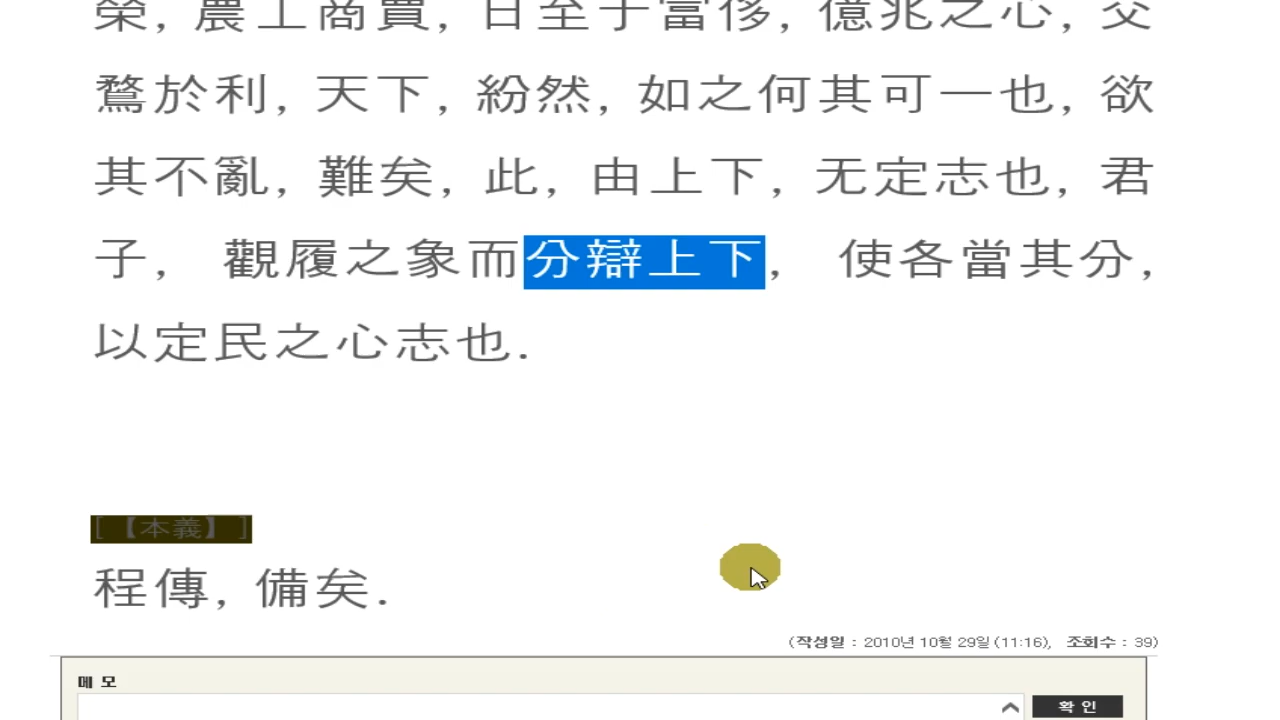 榮, 農工商賈, 日至于富侈, 億兆之心, 交
鶩於利, 天下, 紛然, 如之何其可一也, 欲
其不亂, 難矣, 此, 由上下, 无定志也, 君
子, 觀履之象而分辯上下, 使各當其分,
以定民之心志也.
[ 【本義】 ]
程傳, 備矣.
(작성일 : 2010년 10월 29일 (11:16), 조회수 : 39)
메 모
확 인